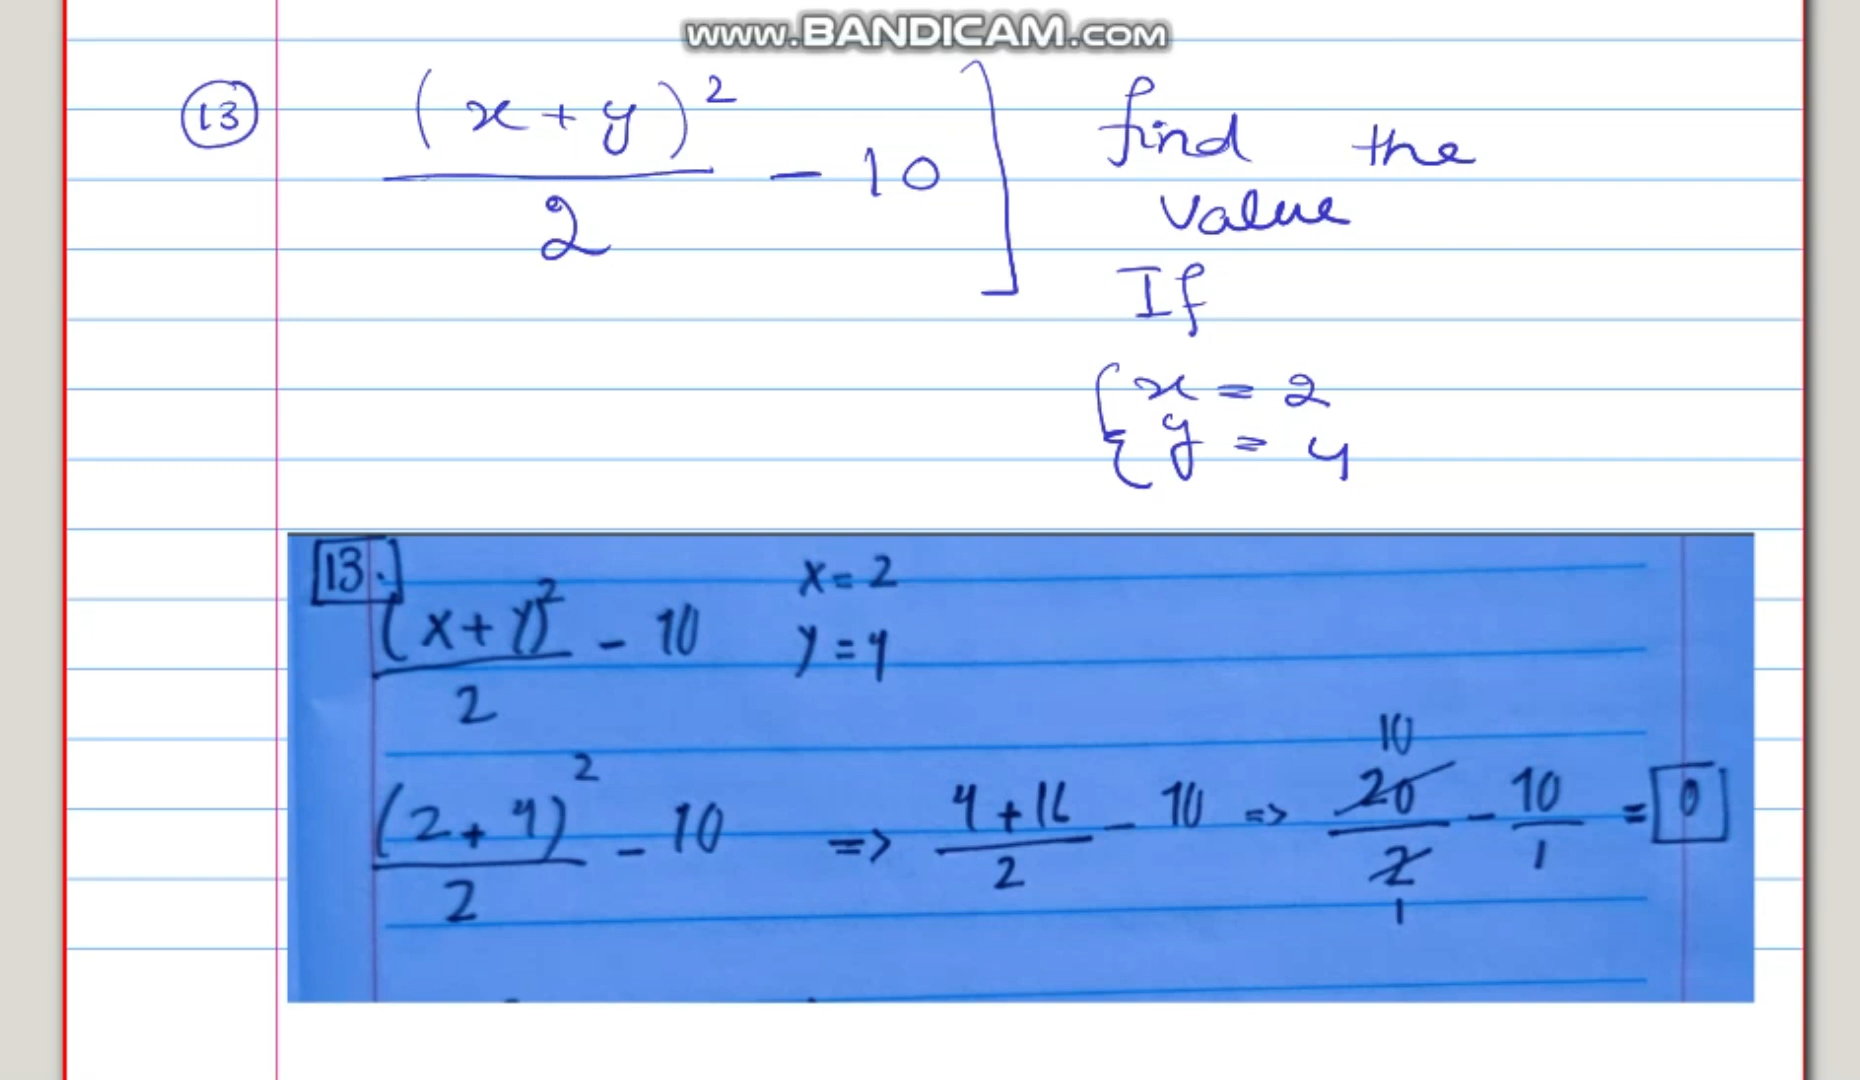 www.BANDICAM.com
13 (x+y)² / 2 - 10 ] find the
value
If
{ x = 2
{ y = 4
13. (x+y)² / 2 - 10 x = 2
y = 4
(2+4)² / 2 - 10 => 4+16 / 2 - 10 => 10 20 / 2 1 - 10 / 1 = 0